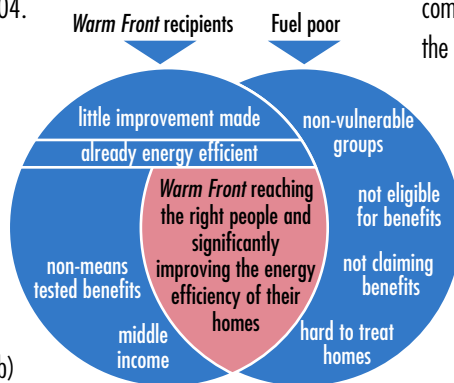 04.
Warm Front recipients
Fuel poor
com
the
little improvement made
already energy efficient
non-means
tested benefits
middle
income
Warm Front reaching
the right people and
significantly
improving the energy
efficiency of their
homes
non-vulnerable
groups
not eligible
for benefits
not claiming
benefits
hard to treat
homes
b)